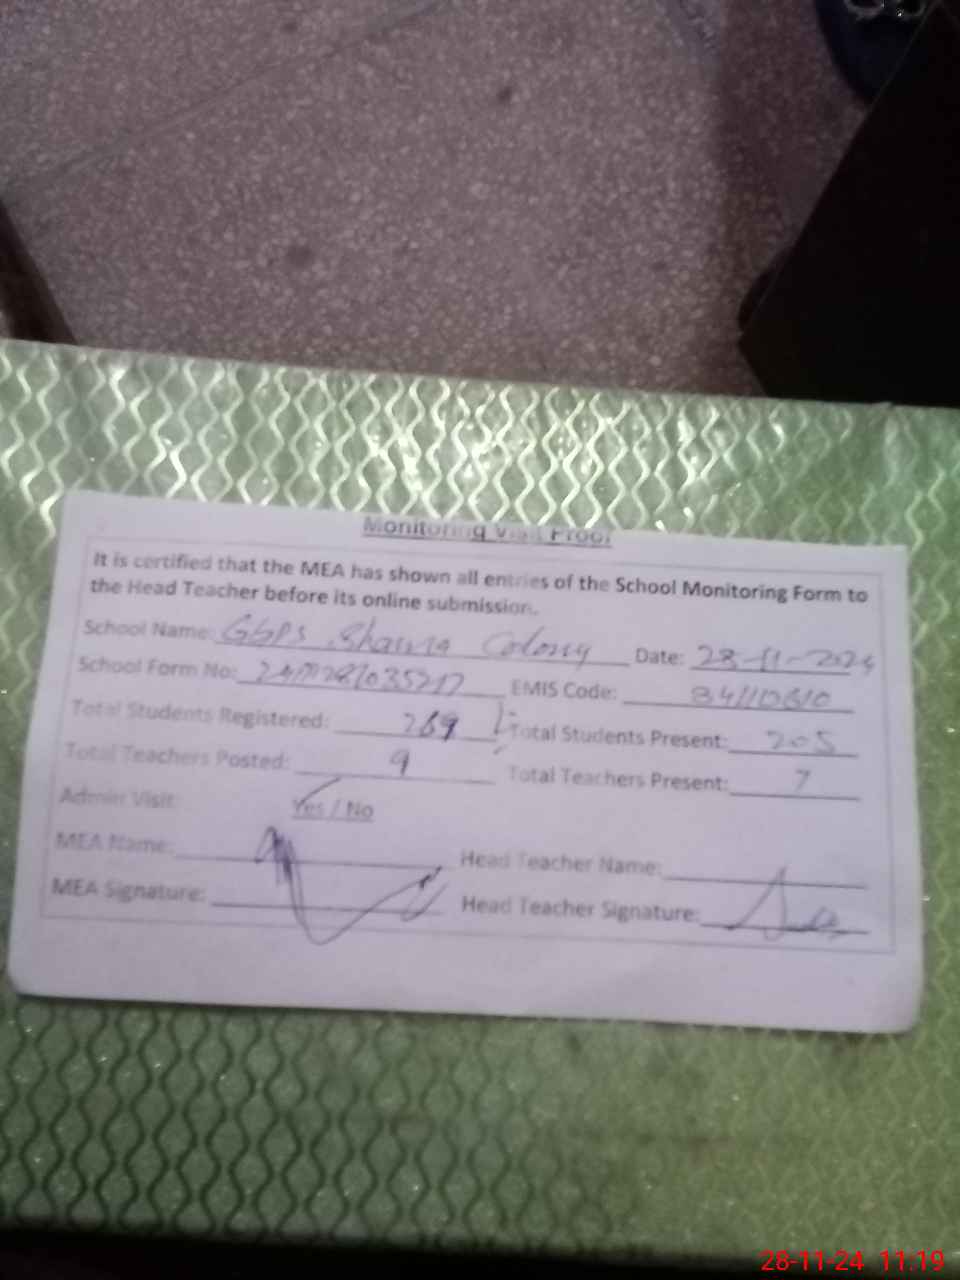 Monitoring Visit Proof
It is certified that the MEA has shown all entries of the School Monitoring Form to
the Head Teacher before its online submission.
School Name: GGPS Colony Date: 28-11-2024
School Form No: EMIS Code:
Total Students Registered: 269 Total Students Present: 205
Total Teachers Posted: 9 Total Teachers Present: 7
Admin Visit: Yes / No
MEA Name: Head Teacher Name:
MEA Signature: Head Teacher Signature:
28-11-24 11:19